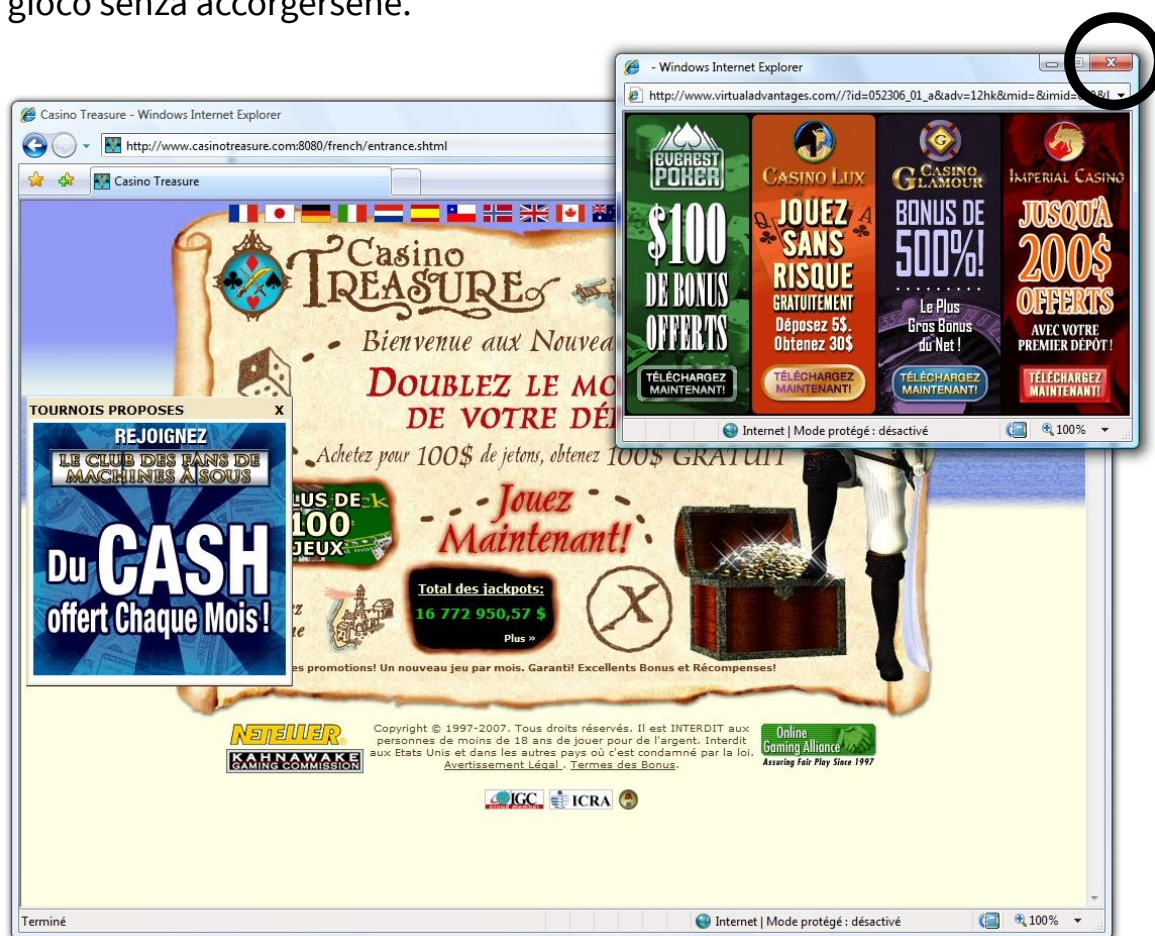 gioco senza accorgersene.
- Windows Internet Explorer
http://www.virtualadvantages.com//?id=052306_01_a&adv=12hk&mid=&imid=
EVEREST
POKER
$100
DE BONUS
OFFERTS
TÉLÉCHARGEZ
MAINTENANT!
CASINO LUX
JOUEZ
SANS
RISQUE
GRATUITEMENT
Déposez 5$.
Obtenez 30$
TÉLÉCHARGEZ
MAINTENANT!
CASINO
GLAMOUR
BONUS DE
500%!
Le Plus
Gros Bonus
du Net !
TÉLÉCHARGEZ
MAINTENANT!
IMPERIAL CASINO
JUSQU'À
200$
OFFERTS
AVEC VOTRE
PREMIER DÉPÔT !
TÉLÉCHARGEZ
MAINTENANT!
Internet | Mode protégé : désactivé 100%
Casino Treasure - Windows Internet Explorer
http://www.casinotreasure.com:8080/french/entrance.shtml
Casino Treasure
Casino
TREASURE
Bienvenue aux
DOUBLEZ LE
DE VOTRE
Achetez pour 100$ de jetons, obtenez 100$ GRATUIT
TOURNOIS PROPOSES X
REJOIGNEZ
LE CLUB DES FANS DE
MACHINES À SOUS
Du CASH
offert Chaque Mois !
DE
100
JEUX
Jouez
Maintenant!
Total des jackpots:
16 772 950,57 $
Plus »
X
promotions! Un nouveau jeu par mois. Garanti! Excellents Bonus et Récompenses!
NETELLER
KAHNAWAKE
GAMING COMMISSION
Copyright © 1997-2007. Tous droits réservés. Il est INTERDIT aux
personnes de moins de 18 ans de jouer pour de l'argent. Interdit
aux Etats Unis et dans les autres pays où c'est condamné par la loi.
Avertissement Légal . Termes des Bonus.
Online
Gaming Alliance
Assuring Fair Play Since 1997
IGC
ICRA
Terminé
Internet | Mode protégé : désactivé 100%